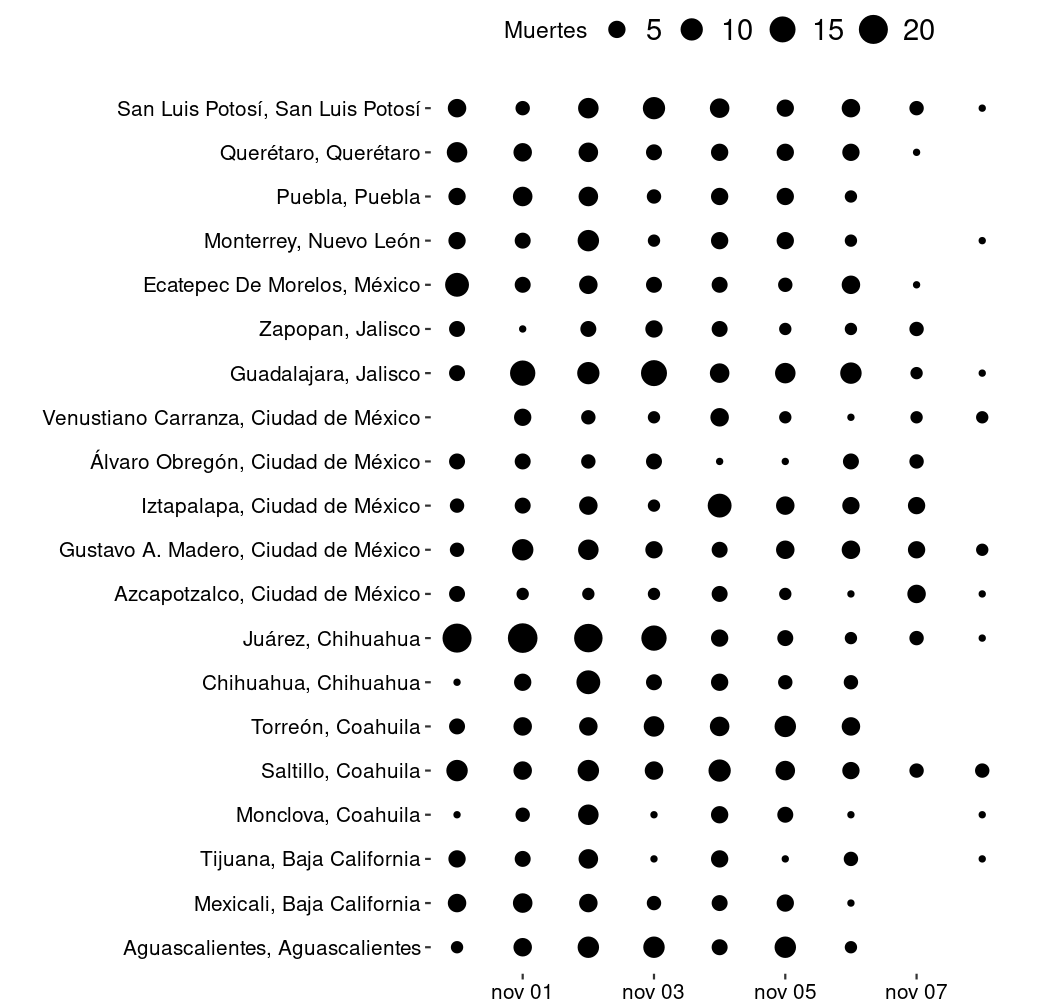 Muertes 5 10 15 20
San Luis Potosí, San Luis Potosí
Querétaro, Querétaro
Puebla, Puebla
Monterrey, Nuevo León
Ecatepec De Morelos, México
Zapopan, Jalisco
Guadalajara, Jalisco
Venustiano Carranza, Ciudad de México
Álvaro Obregón, Ciudad de México
Iztapalapa, Ciudad de México
Gustavo A. Madero, Ciudad de México
Azcapotzalco, Ciudad de México
Juárez, Chihuahua
Chihuahua, Chihuahua
Torreón, Coahuila
Saltillo, Coahuila
Monclova, Coahuila
Tijuana, Baja California
Mexicali, Baja California
Aguascalientes, Aguascalientes
nov 01 nov 03 nov 05 nov 07